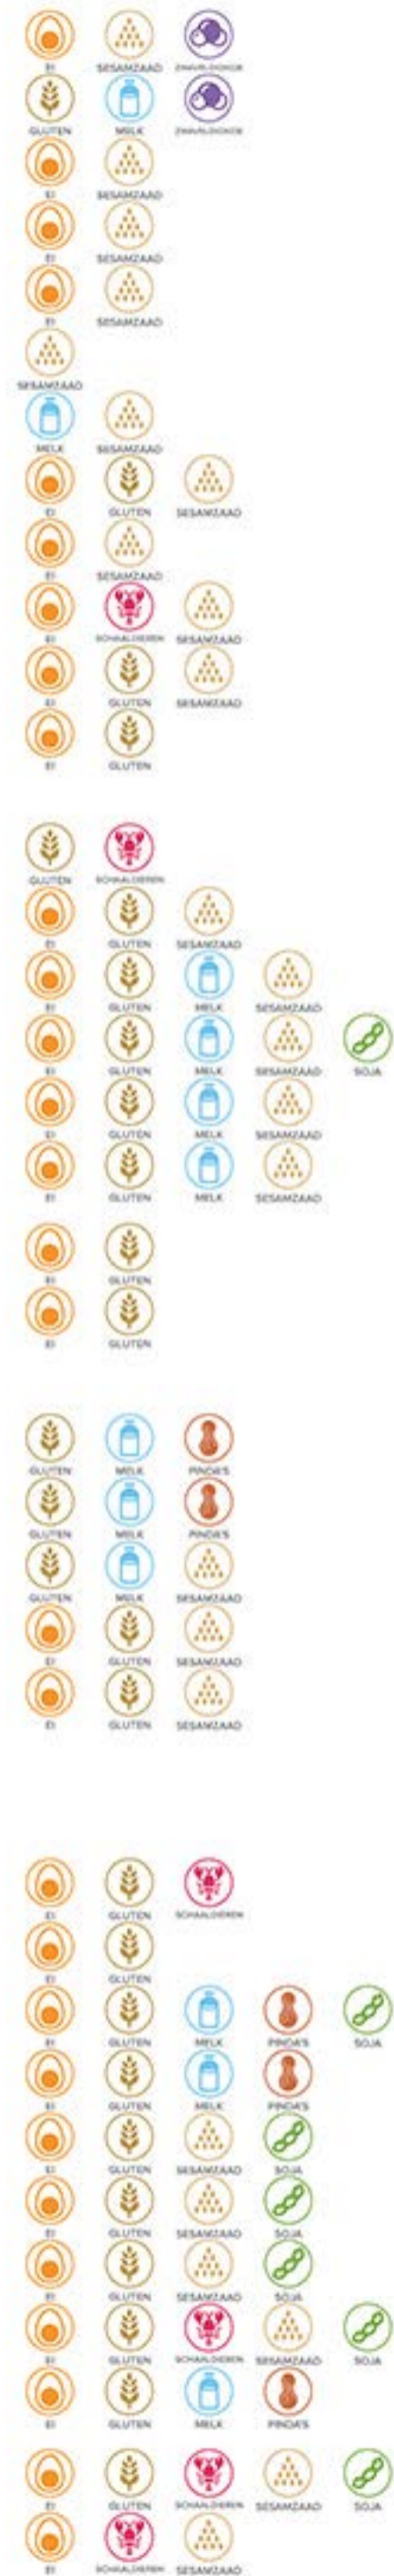 EI SESAMZAAD ZWAVELDIOXIDE
GLUTEN MELK ZWAVELDIOXIDE
EI SESAMZAAD
EI SESAMZAAD
EI SESAMZAAD
SESAMZAAD
MELK SESAMZAAD
EI GLUTEN SESAMZAAD
EI SESAMZAAD
EI SCHAALDIEREN SESAMZAAD
EI GLUTEN SESAMZAAD
EI GLUTEN
GLUTEN SCHAALDIEREN
EI GLUTEN SESAMZAAD
EI GLUTEN MELK SESAMZAAD
EI GLUTEN MELK SESAMZAAD SOJA
EI GLUTEN MELK SESAMZAAD
EI GLUTEN MELK SESAMZAAD
EI GLUTEN
EI GLUTEN
GLUTEN MELK PINDA'S
GLUTEN MELK PINDA'S
GLUTEN MELK SESAMZAAD
EI GLUTEN SESAMZAAD
EI GLUTEN SESAMZAAD
EI GLUTEN SCHAALDIEREN
EI GLUTEN
EI GLUTEN MELK PINDA'S SOJA
EI GLUTEN MELK PINDA'S
EI GLUTEN SESAMZAAD SOJA
EI GLUTEN SESAMZAAD SOJA
EI GLUTEN SESAMZAAD SOJA
EI GLUTEN SCHAALDIEREN SESAMZAAD SOJA
EI GLUTEN MELK PINDA'S
EI GLUTEN SCHAALDIEREN SESAMZAAD SOJA
EI SCHAALDIEREN SESAMZAAD